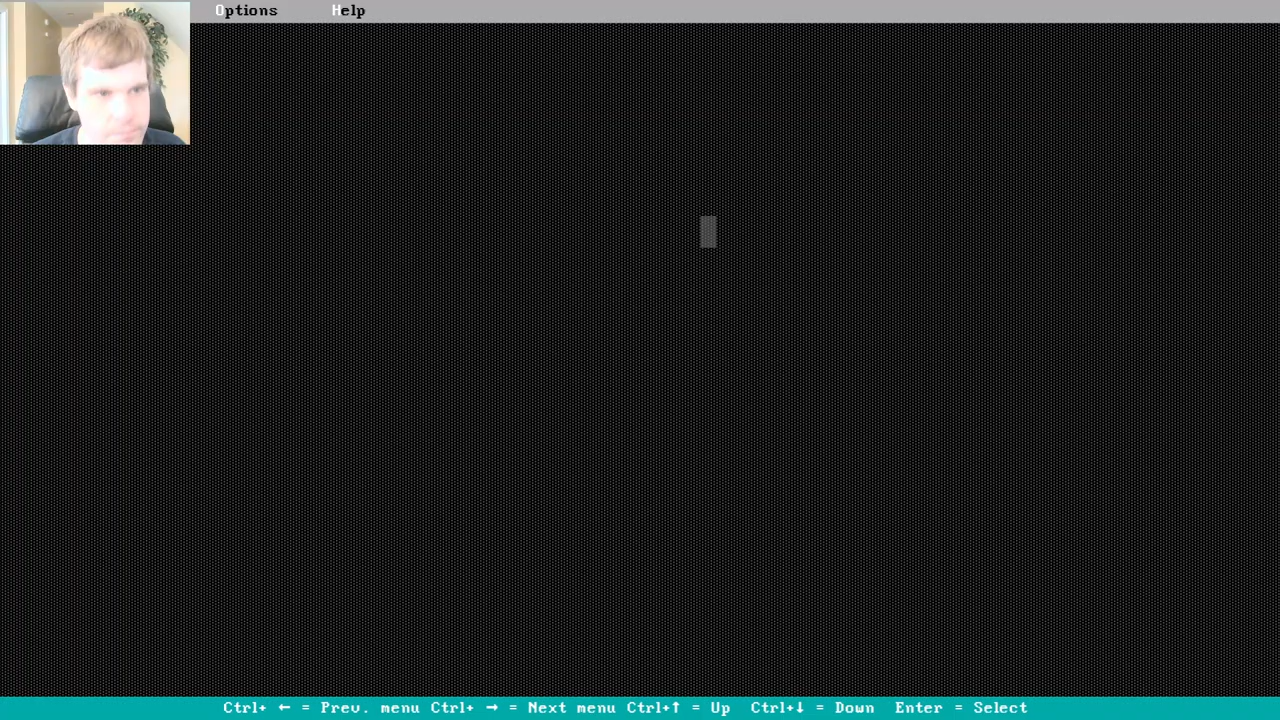 Options Help
Ctrl+ ← = Prev. menu Ctrl+ → = Next menu Ctrl+↑ = Up Ctrl+↓ = Down Enter = Select